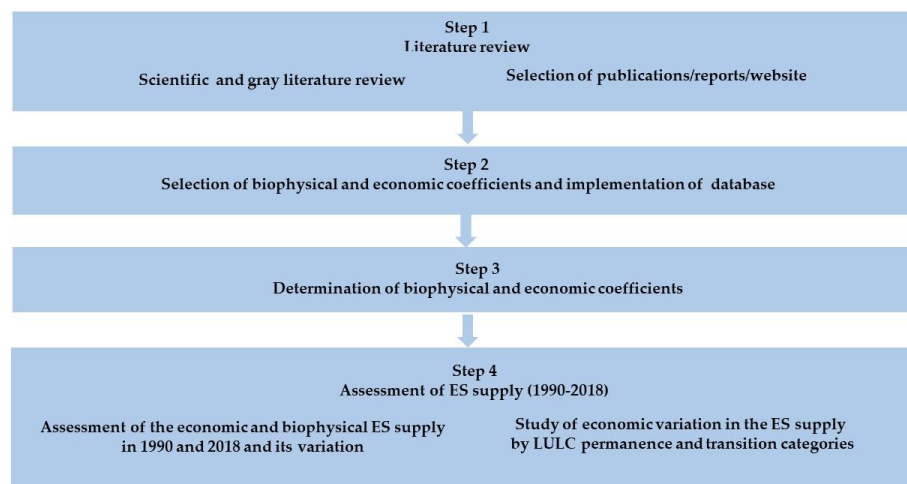 Step 1
Literature review
Scientific and gray literature review
Selection of publications/reports/website
Step 2
Selection of biophysical and economic coefficients and implementation of database
Step 3
Determination of biophysical and economic coefficients
Step 4
Assessment of ES supply (1990-2018)
Assessment of the economic and biophysical ES supply
in 1990 and 2018 and its variation
Study of economic variation in the ES supply
by LULC permanence and transition categories